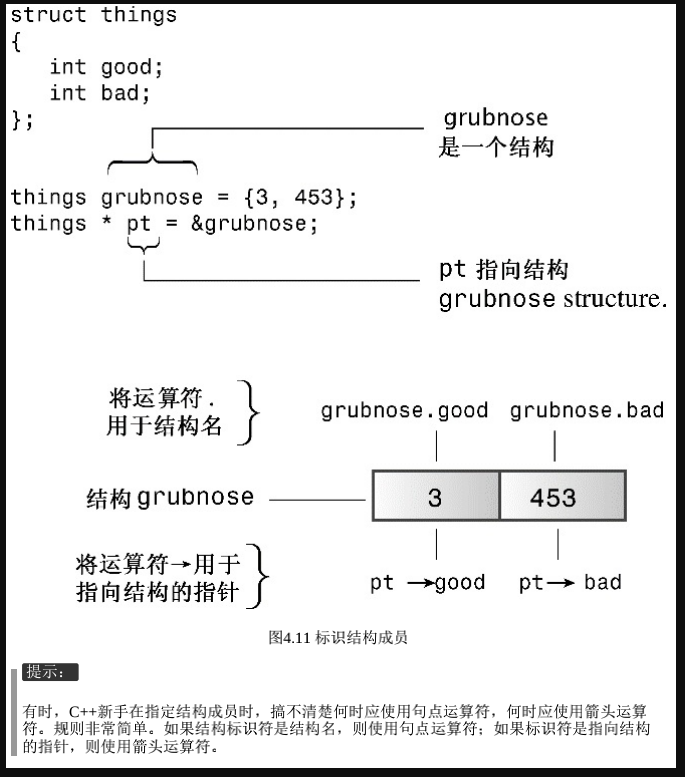 struct things
{
int good;
int bad;
};
grubnose
是一个结构
things grubnose = {3, 453};
things * pt = &grubnose;
pt 指向结构
grubnose structure.
将运算符 .
用于结构名
grubnose.good grubnose.bad
结构 grubnose
3 453
将运算符→用于
指向结构的指针
pt →good pt→ bad
图4.11 标识结构成员
提示:
有时，C++新手在指定结构成员时，搞不清楚何时应使用句点运算符，何时应使用箭头运算
符。规则非常简单。如果结构标识符是结构名，则使用句点运算符；如果标识符是指向结构
的指针，则使用箭头运算符。